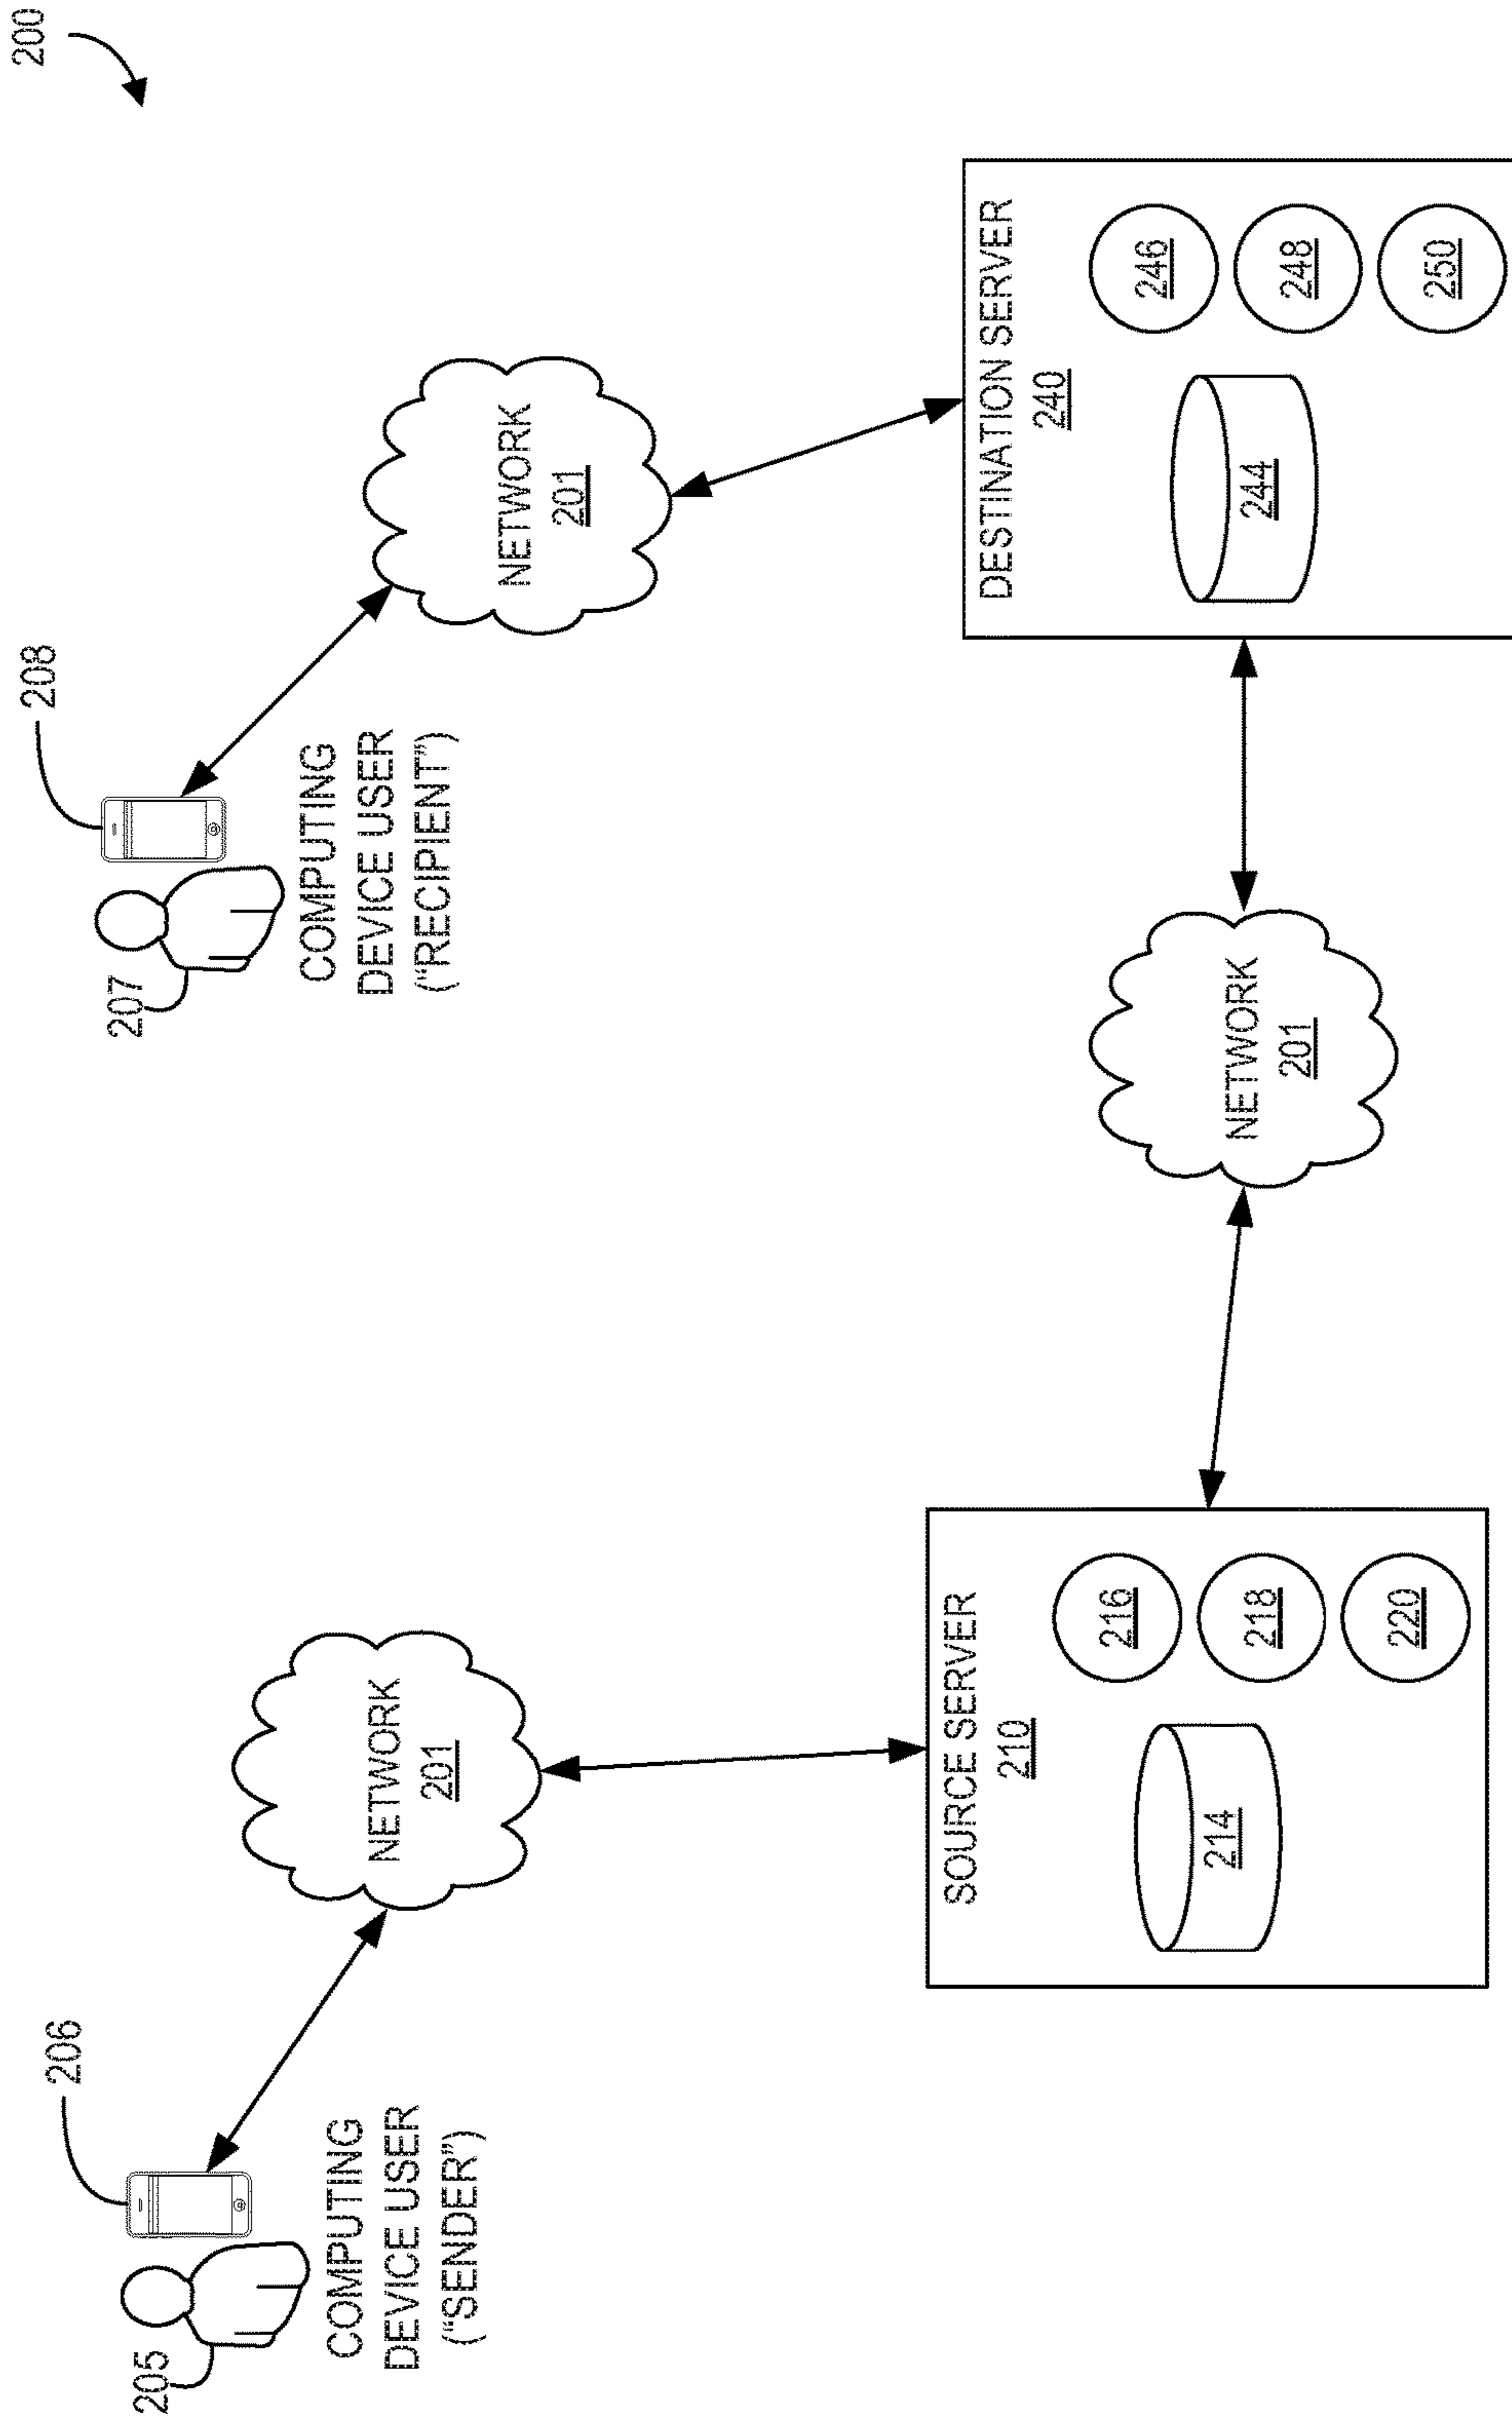 200
206
205
COMPUTING
DEVICE USER
(“SENDER”)
NETWORK
201
208
207
COMPUTING
DEVICE USER
(“RECIPIENT”)
NETWORK
201
SOURCE SERVER
210
214
216
218
220
NETWORK
201
DESTINATION SERVER
240
244
246
248
250